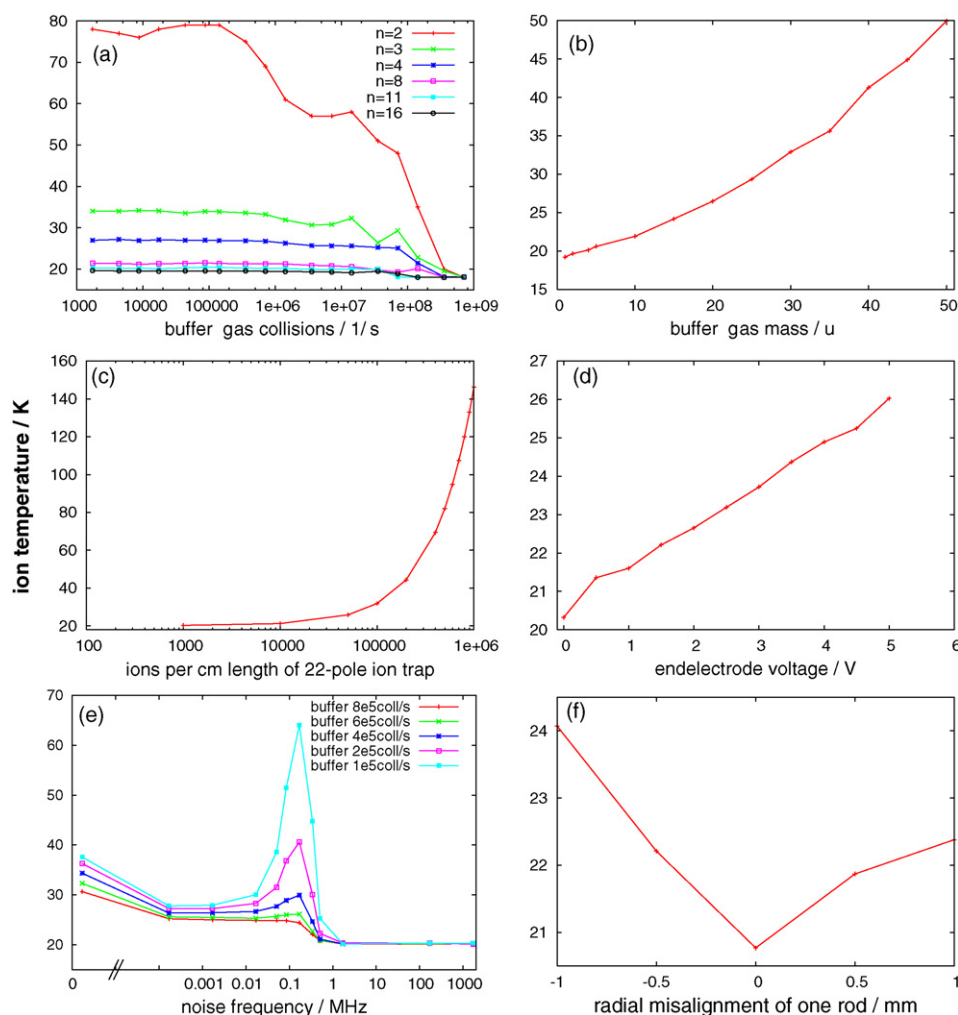 (a)
n=2
n=3
n=4
n=8
n=11
n=16
80
70
60
50
40
30
20
1000 10000 100000 1e+06 1e+07 1e+08 1e+09
buffer gas collisions / 1/ s
(b)
50
45
40
35
30
25
20
15
0 10 20 30 40 50
buffer gas mass / u
ion temperature / K
(c)
160
140
120
100
80
60
40
20
100 1000 10000 100000 1e+06
ions per cm length of 22-pole ion trap
(d)
27
26
25
24
23
22
21
20
0 1 2 3 4 5 6
endelectrode voltage / V
(e)
buffer 8e5coll/s
buffer 6e5coll/s
buffer 4e5coll/s
buffer 2e5coll/s
buffer 1e5coll/s
70
60
50
40
30
20
0 // 0.001 0.01 0.1 1 10 100 1000
noise frequency / MHz
(f)
24
23
22
21
-1 -0.5 0 0.5 1
radial misalignment of one rod / mm